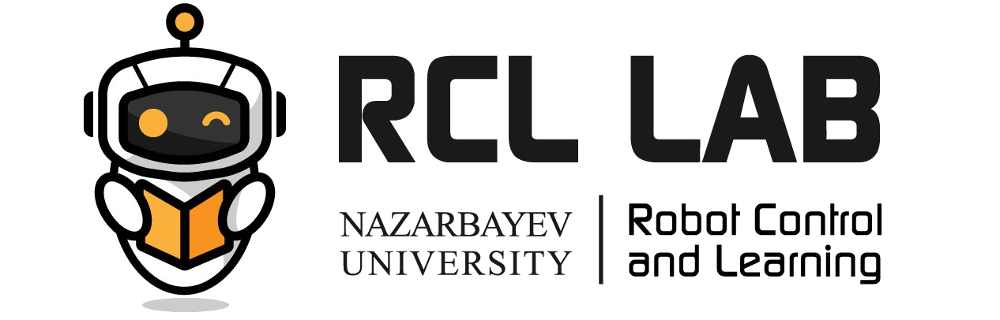 RCL LAB
NAZARBAYEV
UNIVERSITY
Robot Control
and Learning